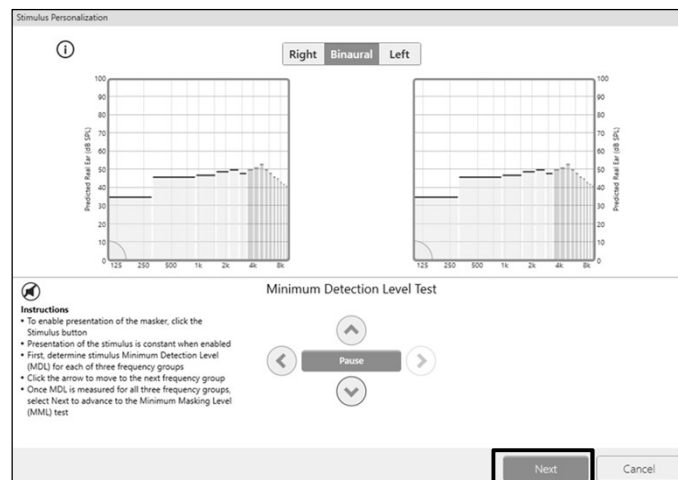 Stimulus Personalization
i
Right Binaural Left
100
90
80
70
60
50
40
30
20
10
0
Predicted Real Ear (dB SPL)
125 250 500 1k 2k 4k 8k
100
90
80
70
60
50
40
30
20
10
0
Predicted Real Ear (dB SPL)
125 250 500 1k 2k 4k 8k
Minimum Detection Level Test
Instructions
• To enable presentation of the masker, click the
Stimulus button
• Presentation of the stimulus is constant when enabled
• First, determine stimulus Minimum Detection Level
(MDL) for each of three frequency groups
• Click the arrow to move to the next frequency group
• Once MDL is measured for all three frequency groups,
select Next to advance to the Minimum Masking Level
(MML) test
Pause
Next Cancel